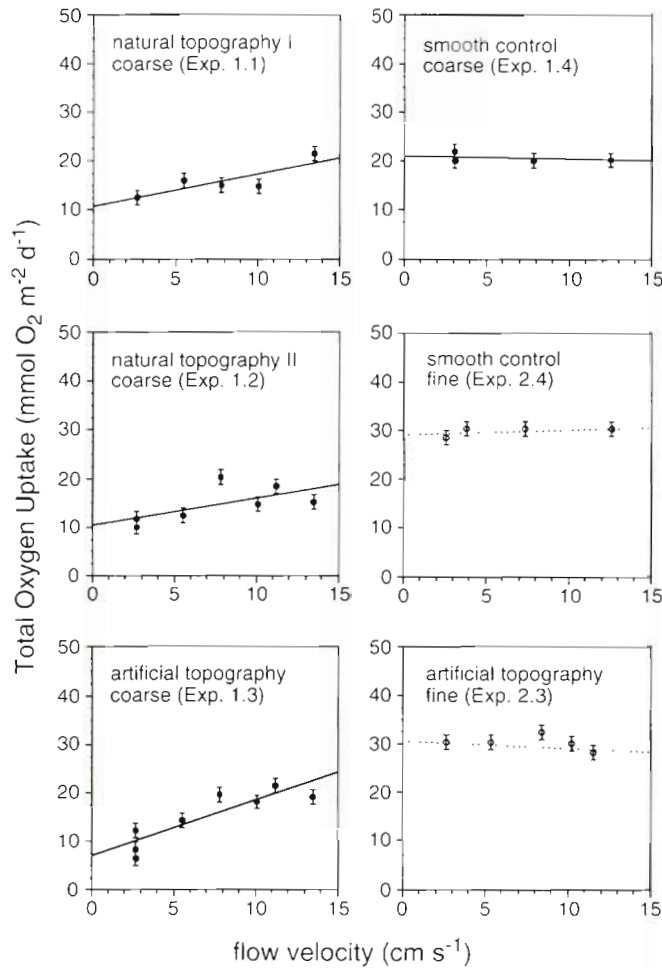 Total Oxygen Uptake (mmol O2 m-2 d-1)
natural topography I
coarse (Exp. 1.1)
50
40
30
20
10
0
0 5 10 15
smooth control
coarse (Exp. 1.4)
50
40
30
20
10
0
0 5 10 15
natural topography II
coarse (Exp. 1.2)
50
40
30
20
10
0
0 5 10 15
smooth control
fine (Exp. 2.4)
50
40
30
20
10
0
0 5 10 15
artificial topography
coarse (Exp. 1.3)
50
40
30
20
10
0
0 5 10 15
artificial topography
fine (Exp. 2.3)
50
40
30
20
10
0
0 5 10 15
flow velocity (cm s-1)